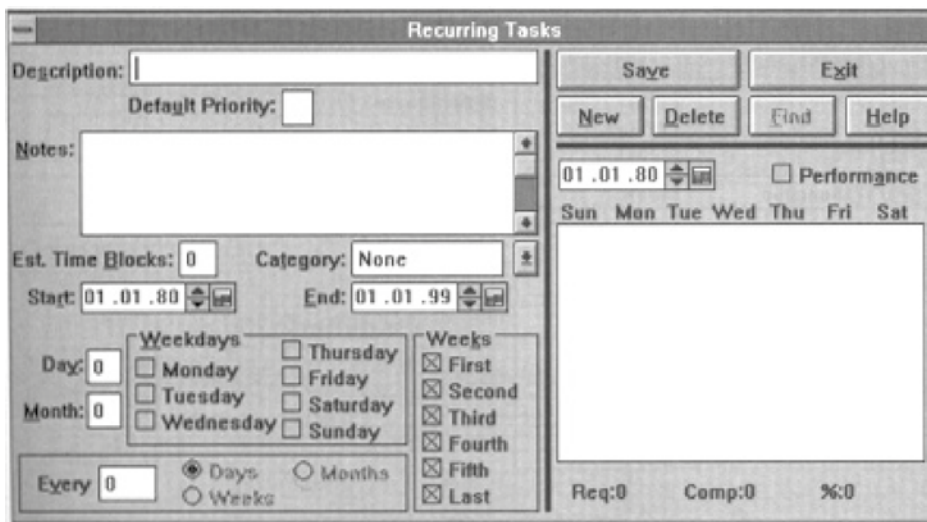 Recurring Tasks
Description:
Default Priority:
Notes:
Est. Time Blocks: 0 Category: None
Start: 01 .01 .80 End: 01 .01 .99
Day: 0
Month: 0
Weekdays
Monday
Tuesday
Wednesday
Thursday
Friday
Saturday
Sunday
Weeks
First
Second
Third
Fourth
Fifth
Last
Every 0 Days Months
Weeks
Save Exit
New Delete Find Help
01 .01 .80 Performance
Sun Mon Tue Wed Thu Fri Sat
Req:0 Comp:0 %:0